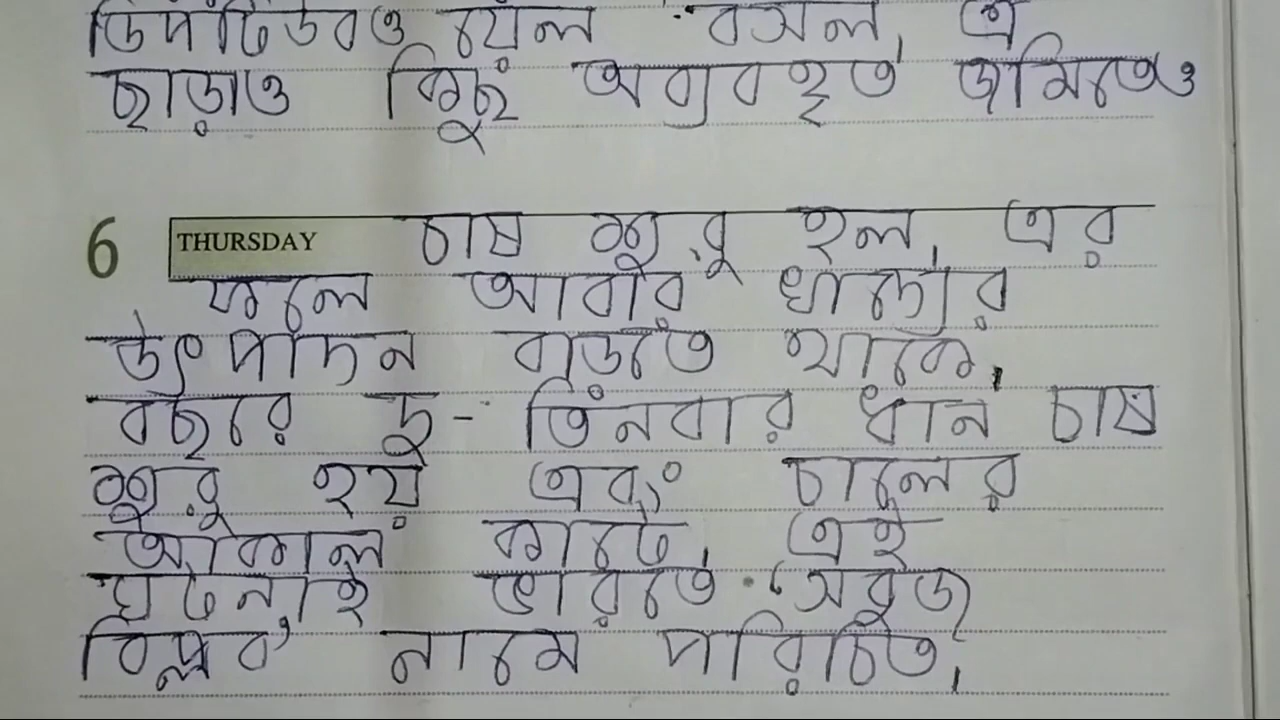 ডিপটিউবওয়েল বসল, এ
ছাড়াও কিছু অব্যবহৃত জমিতেও
6 THURSDAY চাষ শুরু হল, এর
ফলে আবার খাদ্যের
উৎপাদন বাড়তে থাকে,
বছরে দু- তিনবার ধান চাষ
শুরু হয় এবং চালের
আকাল কাটে, এই
ঘটনাই ভারতে 'সবুজ
বিপ্লব' নামে পরিচিত,